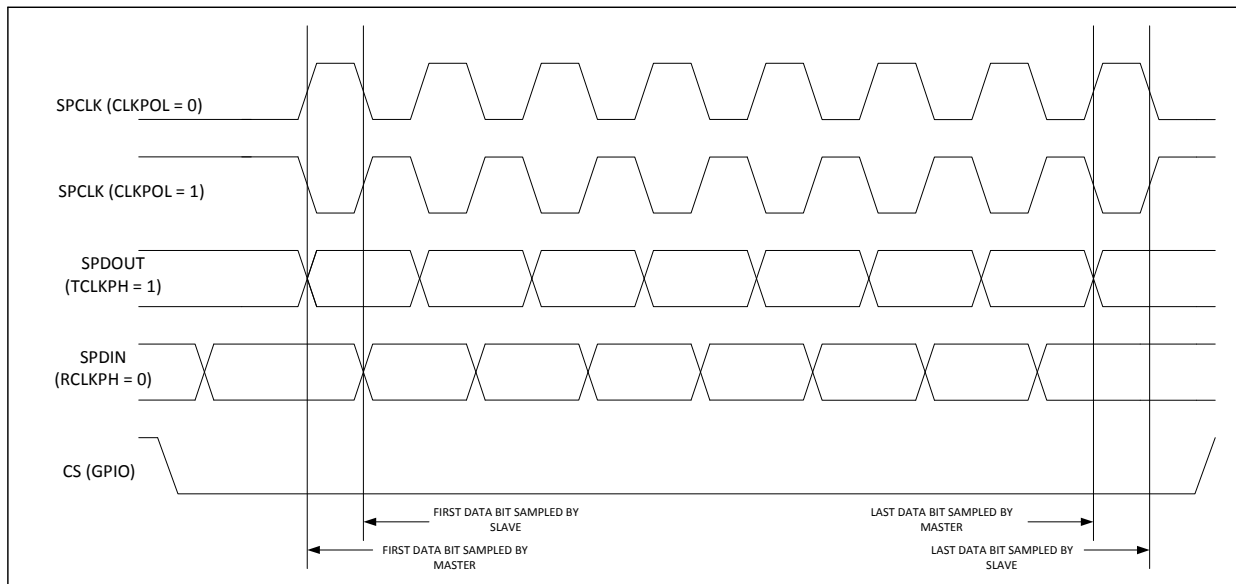 SPCLK (CLKPOL = 0)
SPCLK (CLKPOL = 1)
SPDOUT
(TCLKPH = 1)
SPDIN
(RCLKPH = 0)
CS (GPIO)
FIRST DATA BIT SAMPLED BY
SLAVE
LAST DATA BIT SAMPLED BY
MASTER
FIRST DATA BIT SAMPLED BY
MASTER
LAST DATA BIT SAMPLED BY
SLAVE